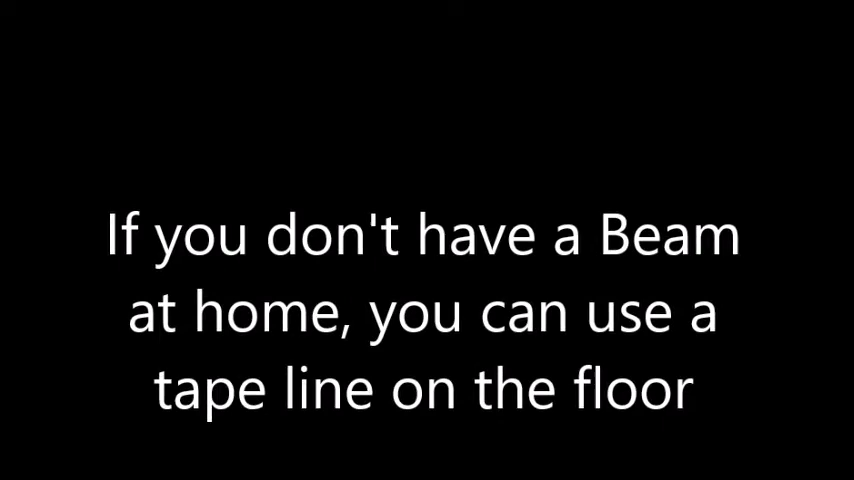 If you don't have a Beam
at home, you can use a
tape line on the floor